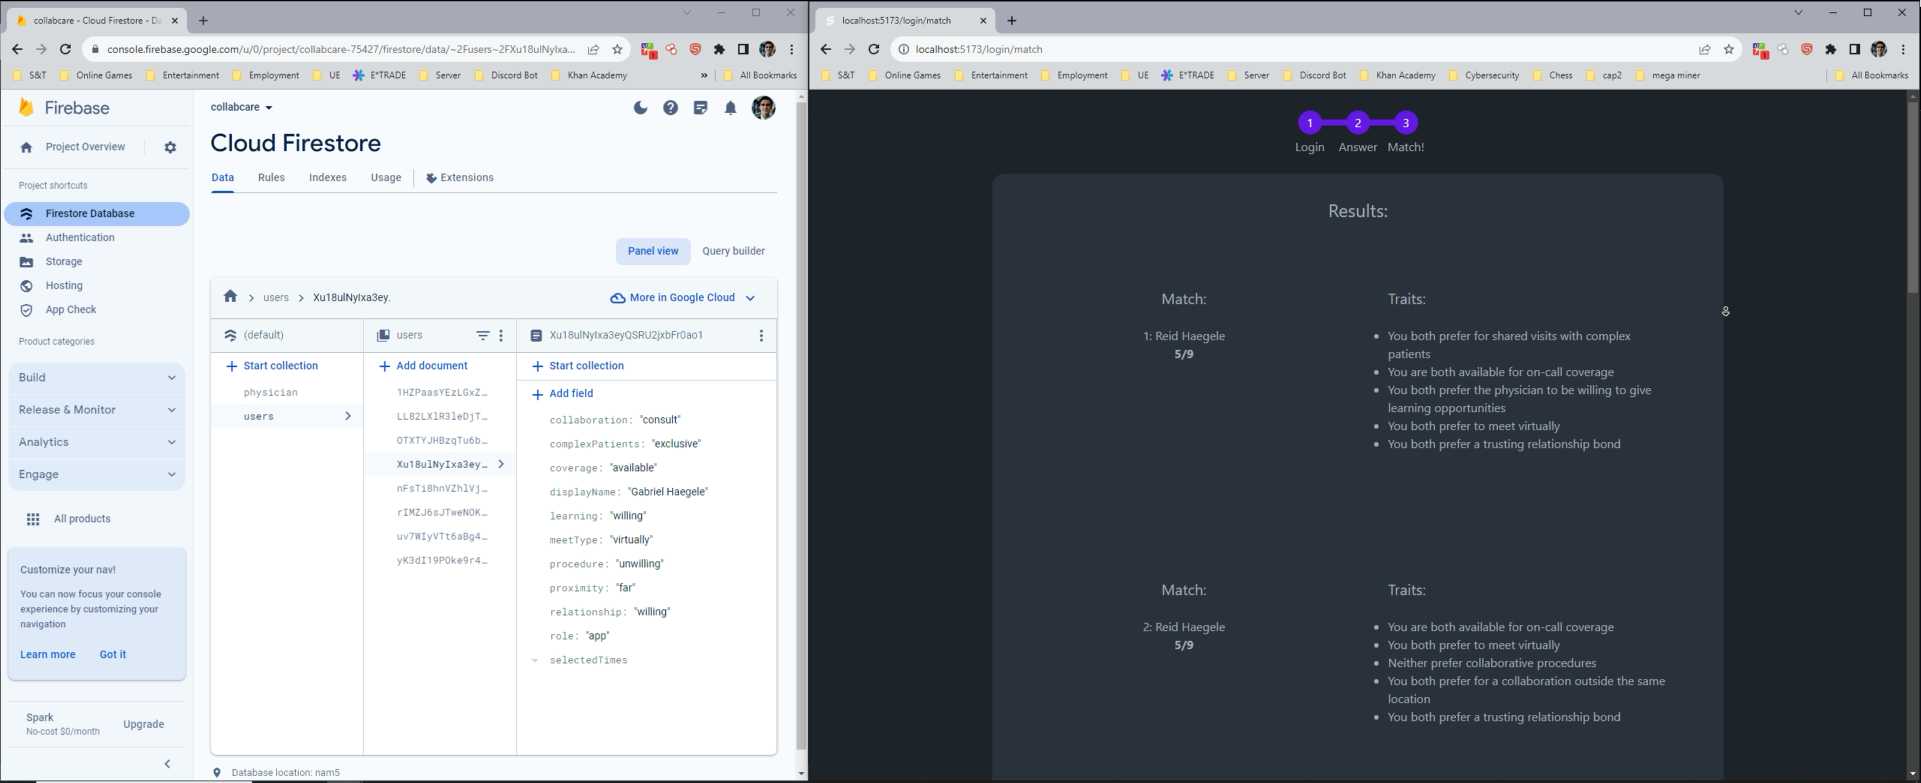 collabcare - Cloud Firestore - Da
console.firebase.google.com/u/0/project/collabcare-75427/firestore/data/~2Fusers~2FXu18ulNyIxa...
S&T Online Games Entertainment Employment UE E*TRADE Server Discord Bot Khan Academy » All Bookmarks
Firebase
Project Overview
Project shortcuts
Firestore Database
Authentication
Storage
Hosting
App Check
Product categories
Build
Release & Monitor
Analytics
Engage
All products
Customize your nav!
You can now focus your console
experience by customizing your
navigation
Learn more Got it
Spark
No-cost $0/month
Upgrade
collabcare
Cloud Firestore
Data Rules Indexes Usage Extensions
Panel view Query builder
users Xu18ulNyIxa3ey.
More in Google Cloud
(default)
Start collection
physician
users
users
Add document
1HZPaasYEzLGxZ...
LL82LXlR3leDjT...
OTXTYJHBzqTu6b...
Xu18ulNyIxa3ey...
nFsTi8hnVZhlVj...
rIMZJ6sJTweNOK...
uv7WIyVTt6aBg4...
yK3dI19POke9r4...
Xu18ulNyIxa3eyQSRU2jxbFr0ao1
Start collection
Add field
collaboration: "consult"
complexPatients: "exclusive"
coverage: "available"
displayName: "Gabriel Haegele"
learning: "willing"
meetType: "virtually"
procedure: "unwilling"
proximity: "far"
relationship: "willing"
role: "app"
selectedTimes
Database location: nam5
localhost:5173/login/match
localhost:5173/login/match
S&T Online Games Entertainment Employment UE E*TRADE Server Discord Bot Khan Academy Cybersecurity Chess cap2 mega miner All Bookmarks
1 2 3
Login Answer Match!
Results:
Match:
1: Reid Haegele
5/9
Traits:
You both prefer for shared visits with complex
patients
You are both available for on-call coverage
You both prefer the physician to be willing to give
learning opportunities
You both prefer to meet virtually
You both prefer a trusting relationship bond
Match:
2: Reid Haegele
5/9
Traits:
You are both available for on-call coverage
You both prefer to meet virtually
Neither prefer collaborative procedures
You both prefer for a collaboration outside the same
location
You both prefer a trusting relationship bond